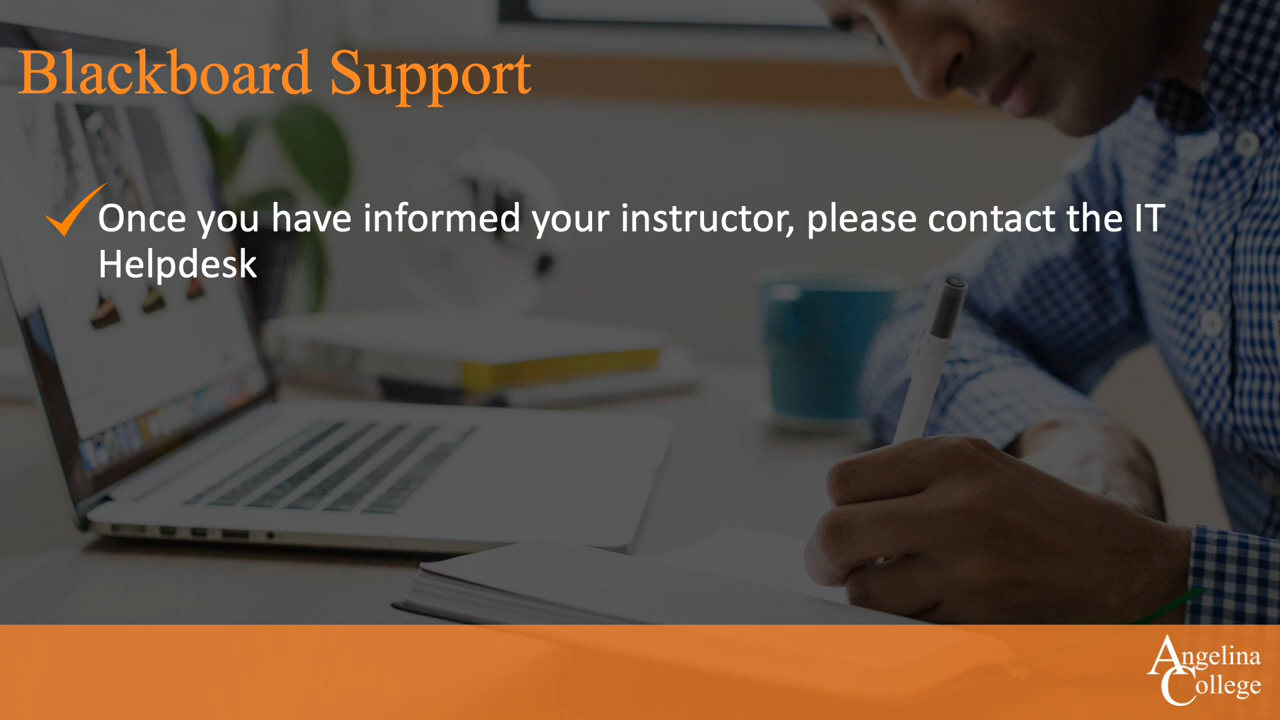 Blackboard Support
Once you have informed your instructor, please contact the IT
Helpdesk
Angelina
College